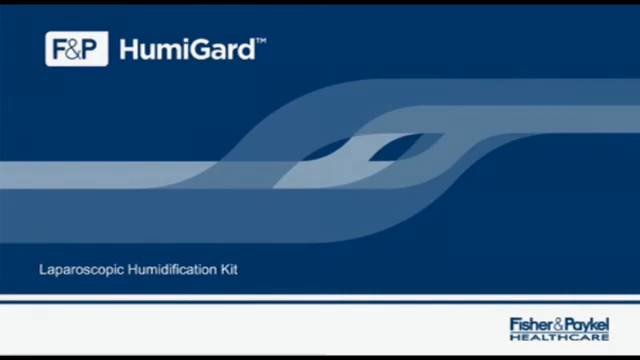 F&P HumiGard™
Laparoscopic Humidification Kit
Fisher & Paykel
HEALTHCARE